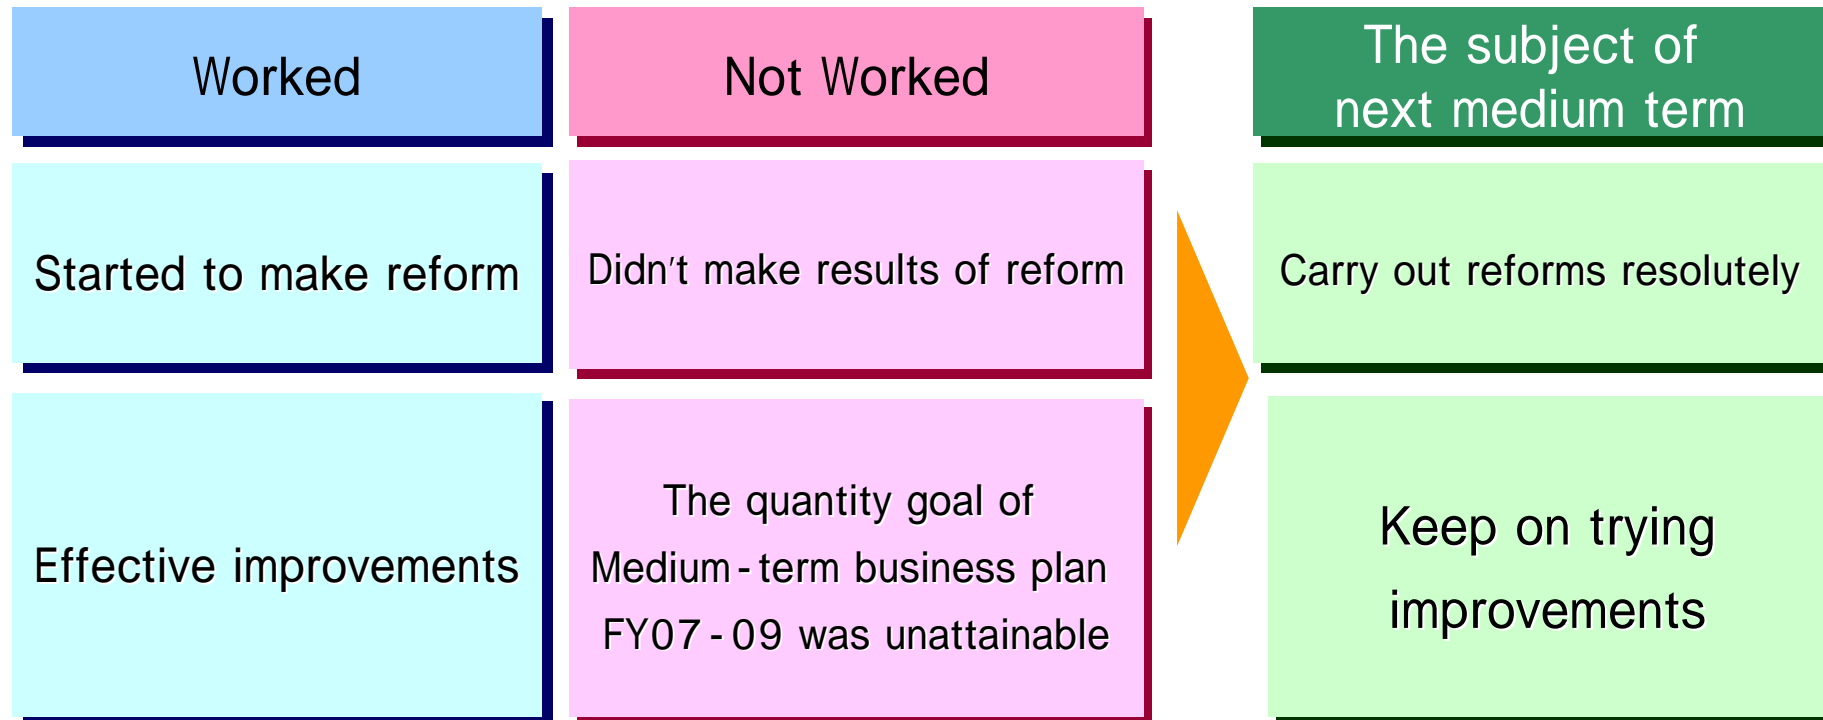 Worked
Not Worked
The subject of
next medium term
Started to make reform
Didn't make results of reform
Carry out reforms resolutely
Effective improvements
The quantity goal of
Medium-term business plan
FY07-09 was unattainable
Keep on trying
improvements